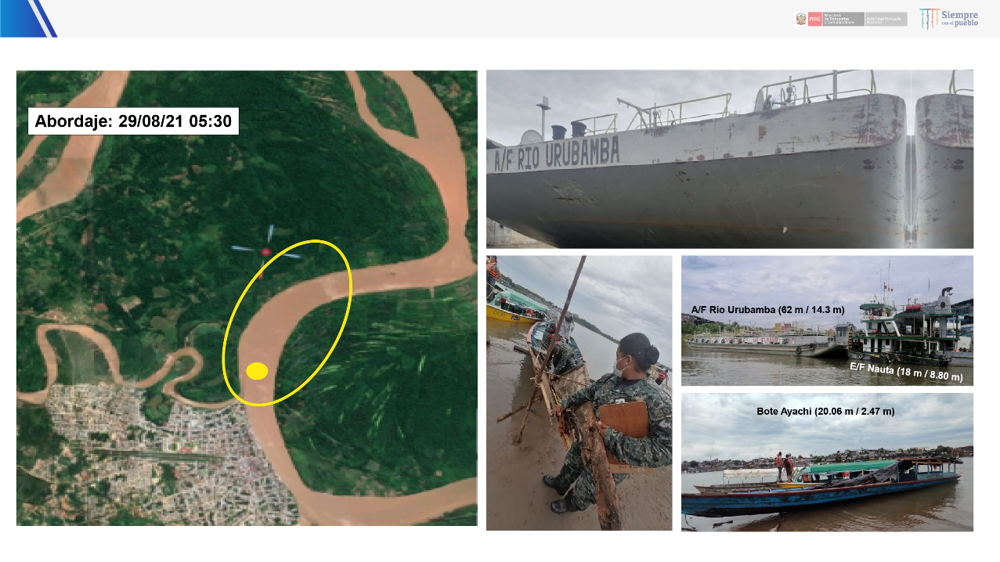 PERÚ
Ministerio
de Transportes
y Comunicaciones
Autoridad Portuaria
Nacional
Siempre
con el pueblo
Abordaje: 29/08/21 05:30
A/F RIO URUBAMBA
A/F Rio Urubamba (62 m / 14.3 m)
E/F Nauta (18 m / 8.80 m)
Bote Ayachi (20.06 m / 2.47 m)